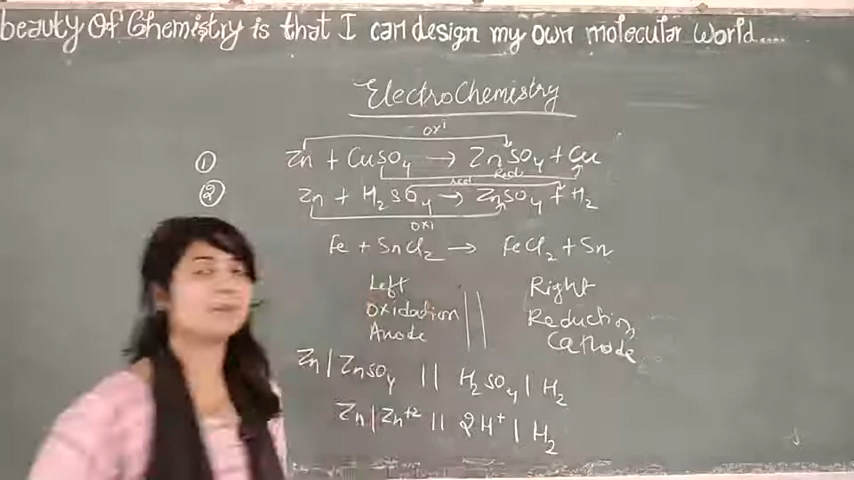 beauty Of Chemistry is that I can design my own molecular world....
ElectroChemistry
oxi
① Zn + CuSO₄ → ZnSO₄ + Cu
Red
red
② Zn + H₂SO₄ → ZnSO₄ + H₂
oxi
Fe + SnCl₂ → FeCl₂ + Sn
Left || Right
Oxidation Reduction,
Anode Cathode
Zn | ZnSO₄ || H₂SO₄ | H₂
Zn | Zn⁺² || 2H⁺ | H₂